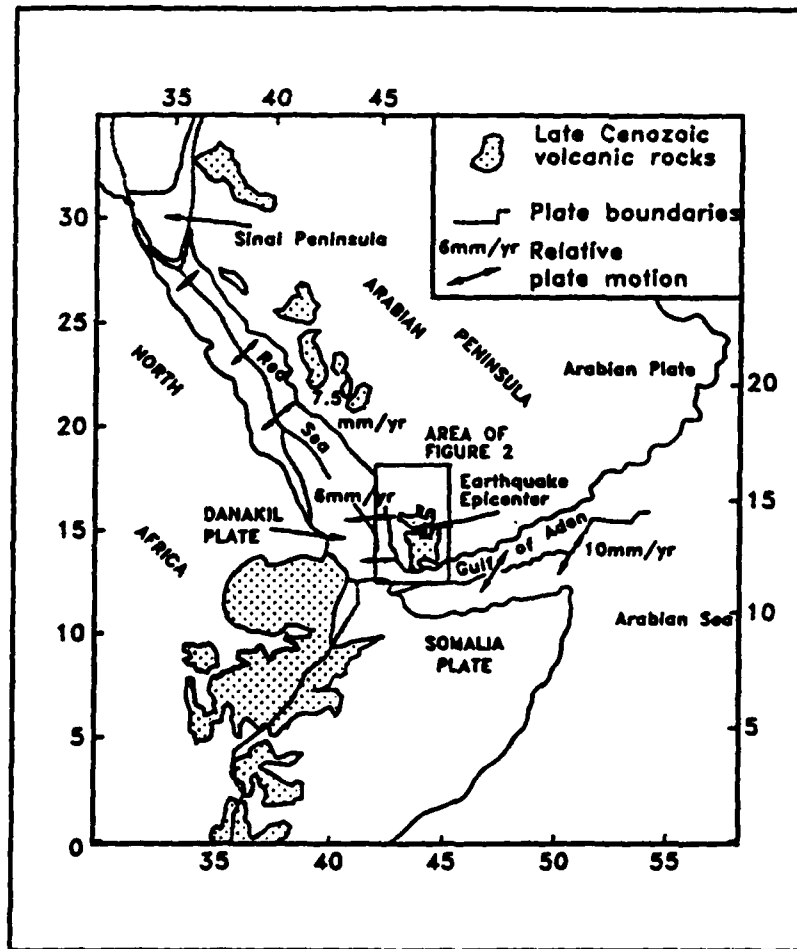 35 40 45
Late Cenozoic
volcanic rocks
Plate boundaries
6mm/yr Relative
plate motion
30
Sinai Peninsula
25
ARABIAN
PENINSULA
Arabian Plate
NORTH
Red
20
7.5
mm/yr
20
Sea
AREA OF
FIGURE 2
6mm/yr
Earthquake
Epicenter
15
15
DANAKIL
PLATE
AFRICA
Gulf of Aden
10mm/yr
10
10
Arabian Sea
SOMALIA
PLATE
5
5
0
35 40 45 50 55